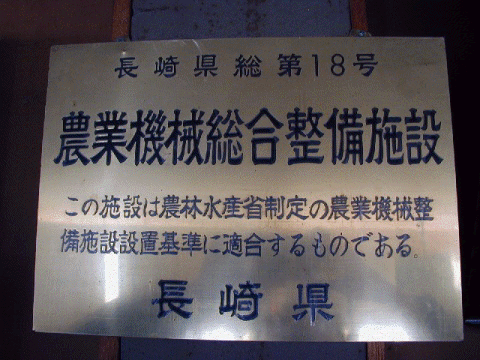 長崎県総第18号
農業機械総合整備施設
この施設は農林水産省制定の農業機械整
備施設設置基準に適合するものである。
長崎県